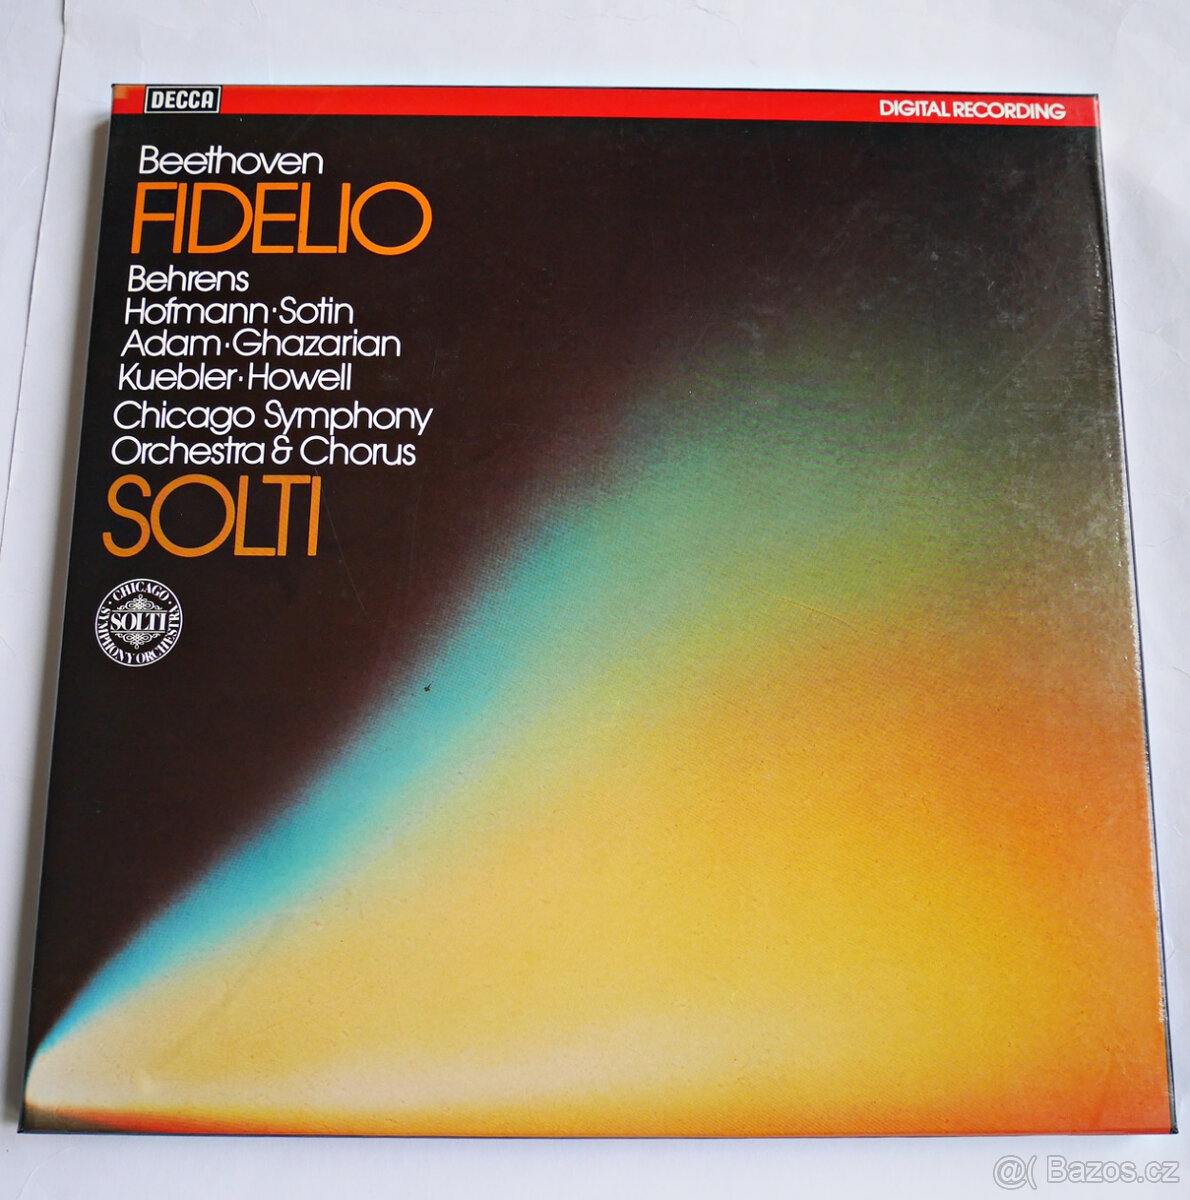 DECCA
DIGITAL RECORDING
Beethoven
FIDELIO
Behrens
Hofmann·Sotin
Adam·Ghazarian
Kuebler·Howell
Chicago Symphony
Orchestra & Chorus
SOLTI
·CHICAGO·
SOLTI
SYMPHONY ORCHESTRA
@( Bazos.cz